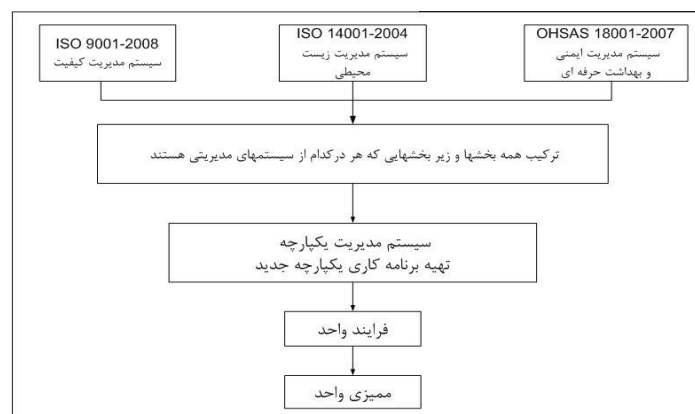 ISO 9001-2008
سیستم مدیریت کیفیت
ISO 14001-2004
سیستم مدیریت زیست
محیطی
OHSAS 18001-2007
سیستم مدیریت ایمنی
و بهداشت حرفه ای
ترکیب همه بخشها و زیر بخشهایی که هر درکدام از سیستمهای مدیریتی هستند
سیستم مدیریت یکپارچه
تهیه برنامه کاری یکپارچه جدید
فرایند واحد
ممیزی واحد